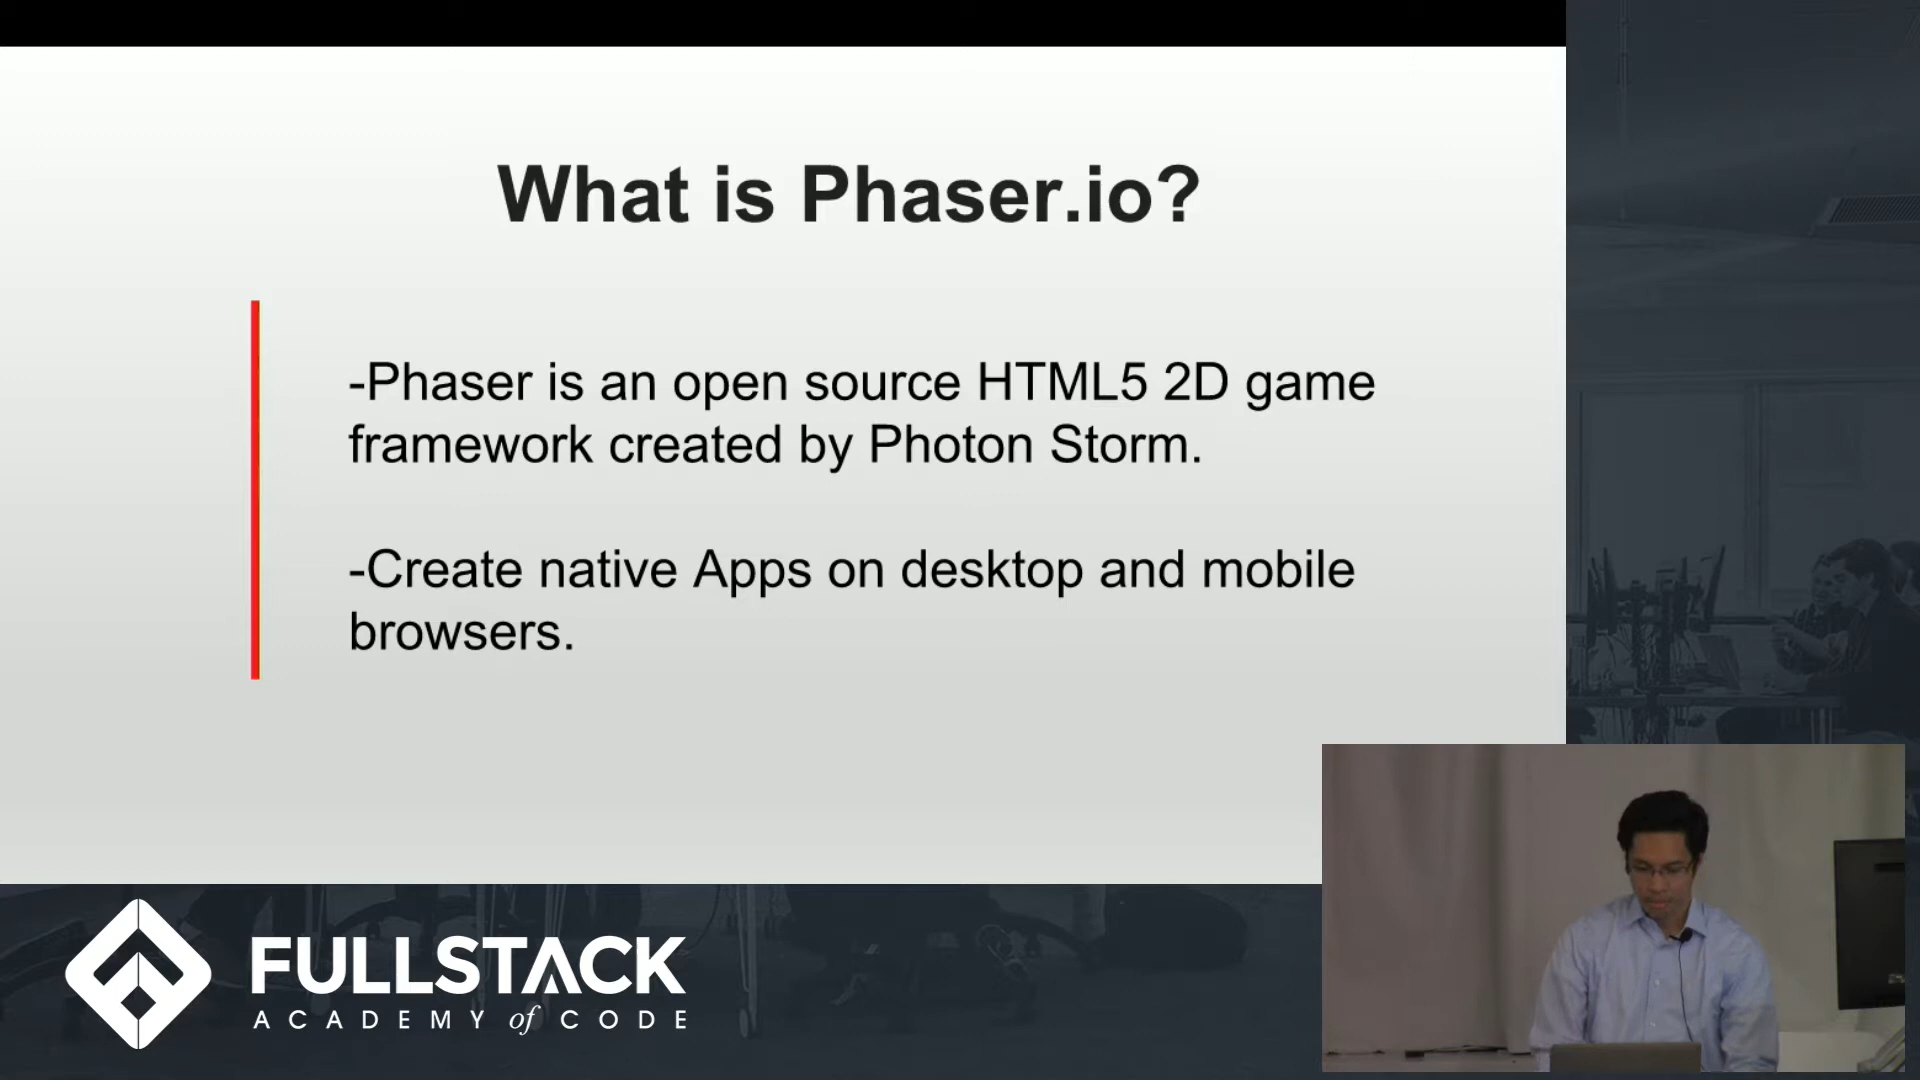 What is Phaser.io?
-Phaser is an open source HTML5 2D game
framework created by Photon Storm.
-Create native Apps on desktop and mobile
browsers.
FULLSTACK
ACADEMY of CODE